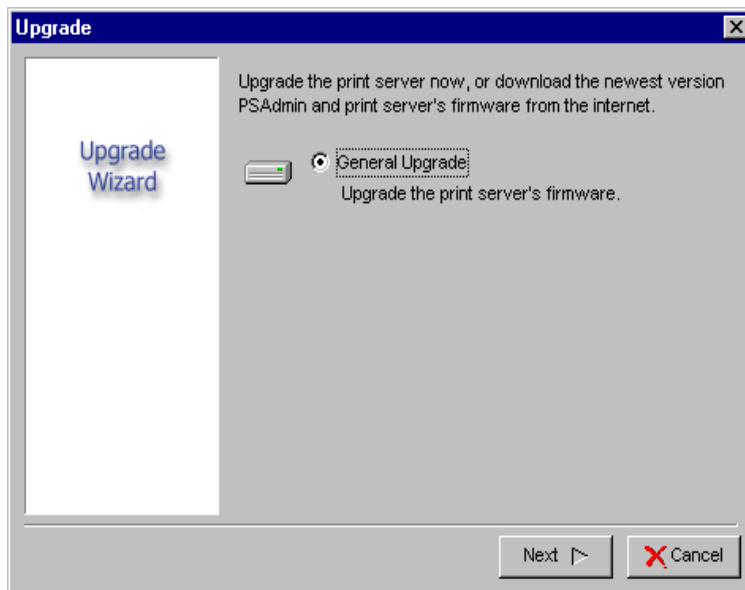 Upgrade
Upgrade
Wizard
Upgrade the print server now, or download the newest version
PSAdmin and print server's firmware from the internet.
General Upgrade
Upgrade the print server's firmware.
Next
Cancel